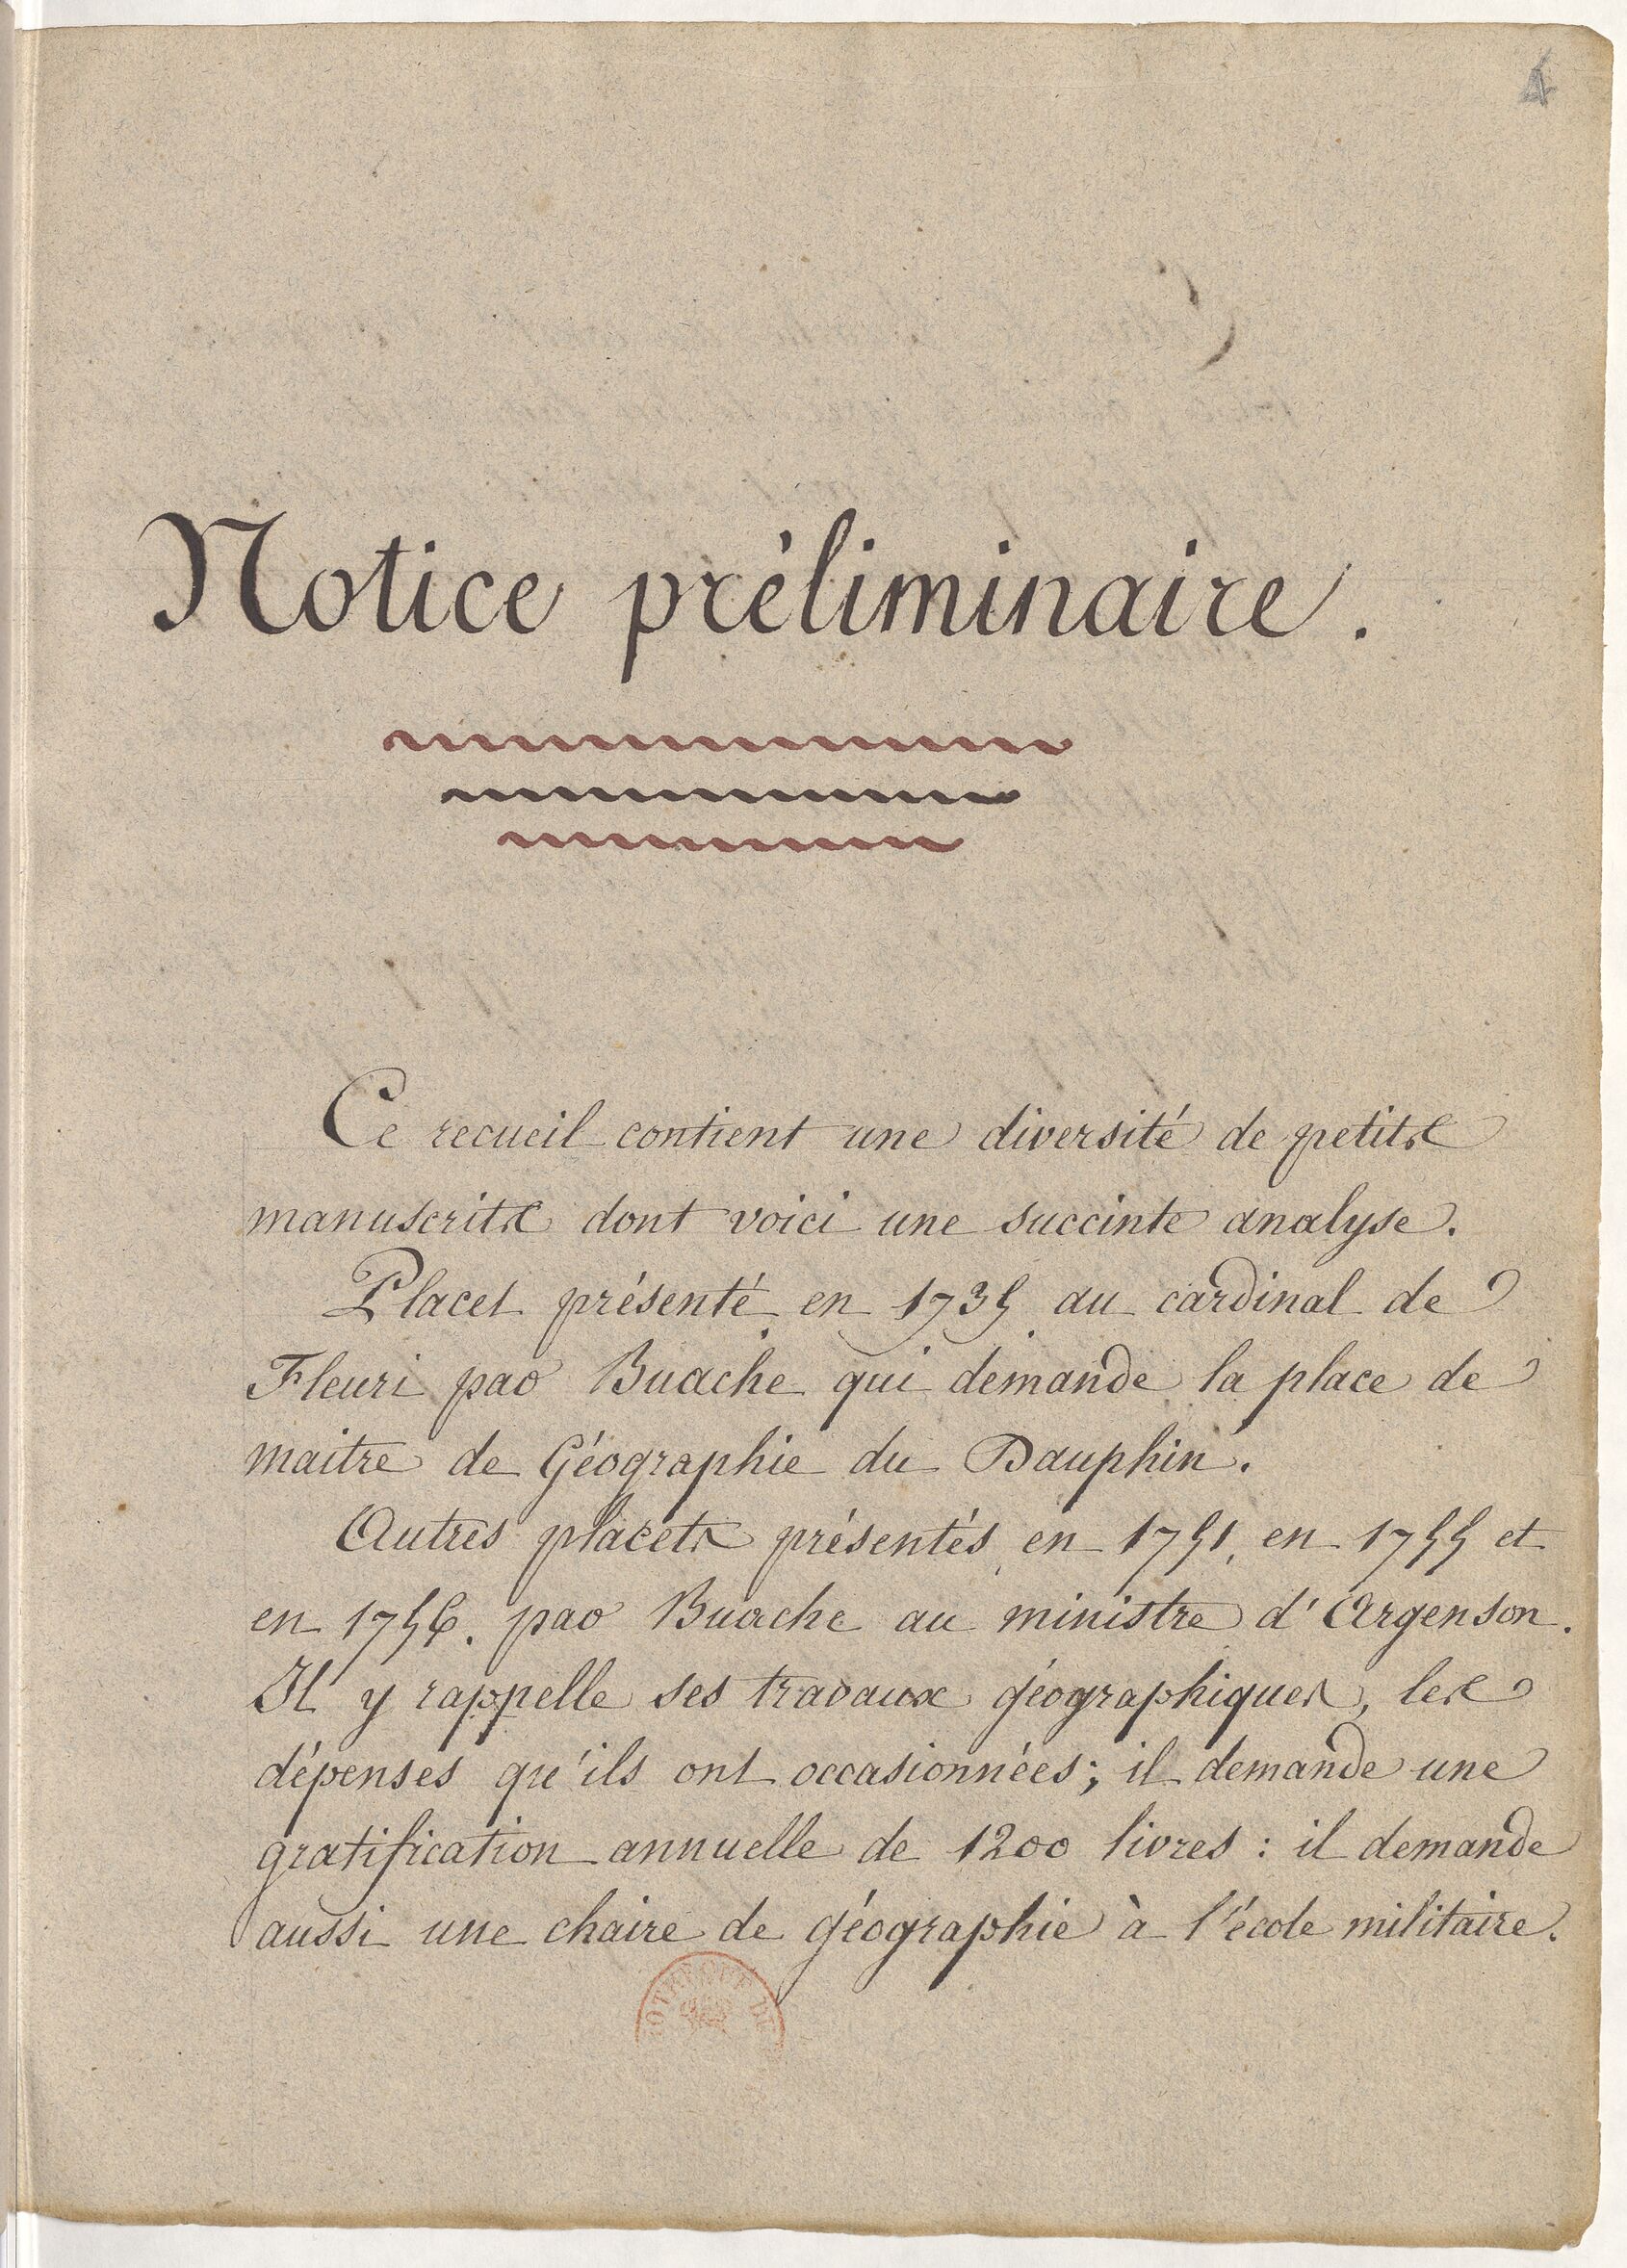 4
Notice préliminaire.
Ce recueil contient une diversité de petits
manuscrits dont voici une succinte analyse.
Placet présenté en 1735 au cardinal de
Fleuri par Buache qui demande la place de
maitre de Géographie du Dauphin.
Autres placets présentés en 1751, en 1755 et
en 1756. par Buache au ministre d'Argenson.
Il y rappelle ses travaux géographiques, les
dépenses qu'ils ont occasionnées; il demande une
gratification annuelle de 1200 livres : il demande
aussi une chaire de géographie à l'école militaire.